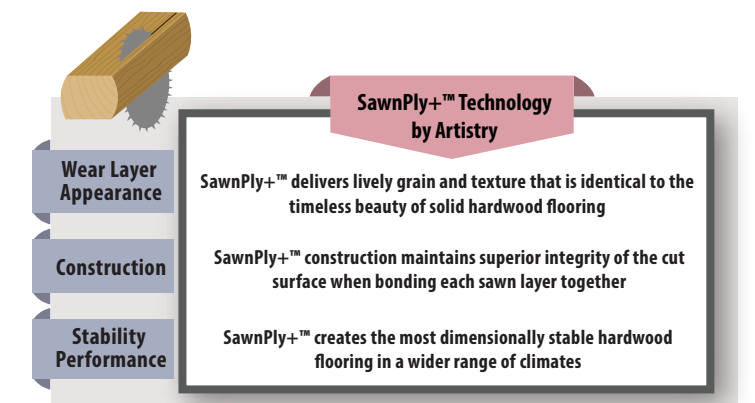 SawnPly+™ Technology
by Artistry
Wear Layer
Appearance
SawnPly+™ delivers lively grain and texture that is identical to the
timeless beauty of solid hardwood flooring
Construction
SawnPly+™ construction maintains superior integrity of the cut
surface when bonding each sawn layer together
Stability
Performance
SawnPly+™ creates the most dimensionally stable hardwood
flooring in a wider range of climates